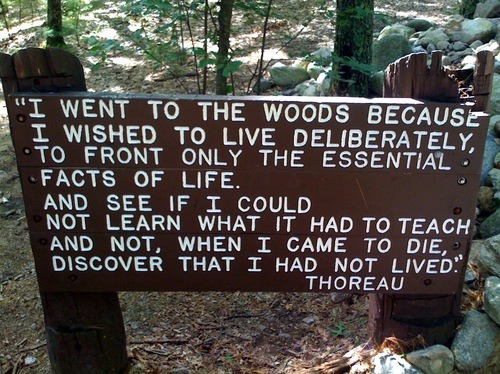 "I WENT TO THE WOODS BECAUSE
I WISHED TO LIVE DELIBERATELY,
TO FRONT ONLY THE ESSENTIAL
FACTS OF LIFE.
AND SEE IF I COULD
NOT LEARN WHAT IT HAD TO TEACH
AND NOT, WHEN I CAME TO DIE,
DISCOVER THAT I HAD NOT LIVED."
THOREAU